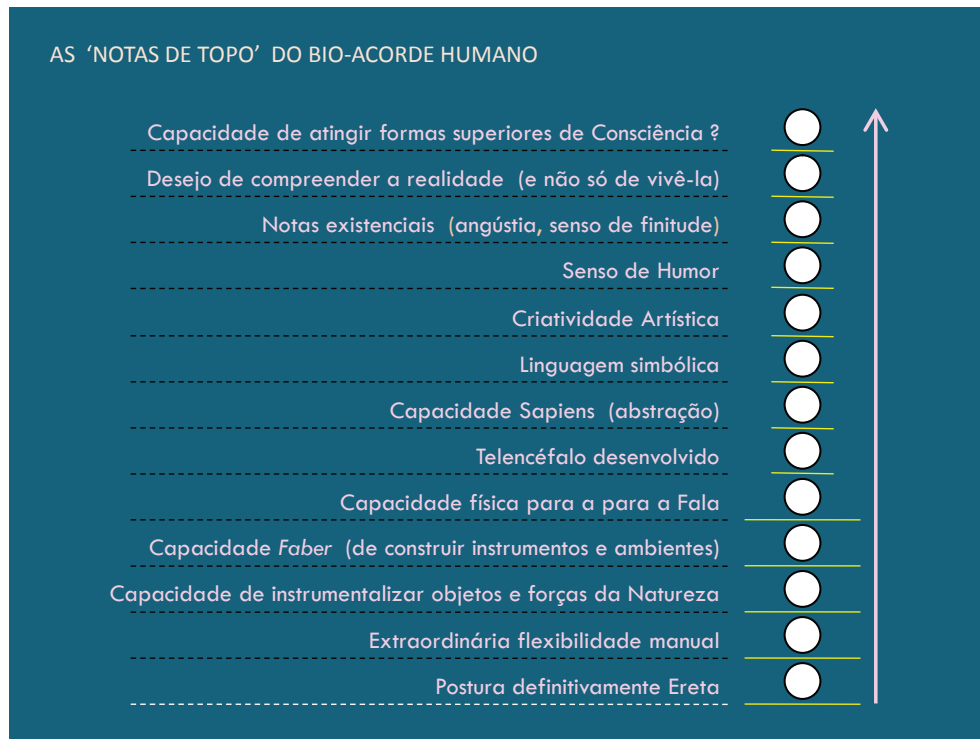 AS ‘NOTAS DE TOPO’ DO BIO-ACORDE HUMANO
Capacidade de atingir formas superiores de Consciência ?
Desejo de compreender a realidade (e não só de vivê-la)
Notas existenciais (angústia, senso de finitude)
Senso de Humor
Criatividade Artística
Linguagem simbólica
Capacidade Sapiens (abstração)
Telencéfalo desenvolvido
Capacidade física para a para a Fala
Capacidade Faber (de construir instrumentos e ambientes)
Capacidade de instrumentalizar objetos e forças da Natureza
Extraordinária flexibilidade manual
Postura definitivamente Ereta